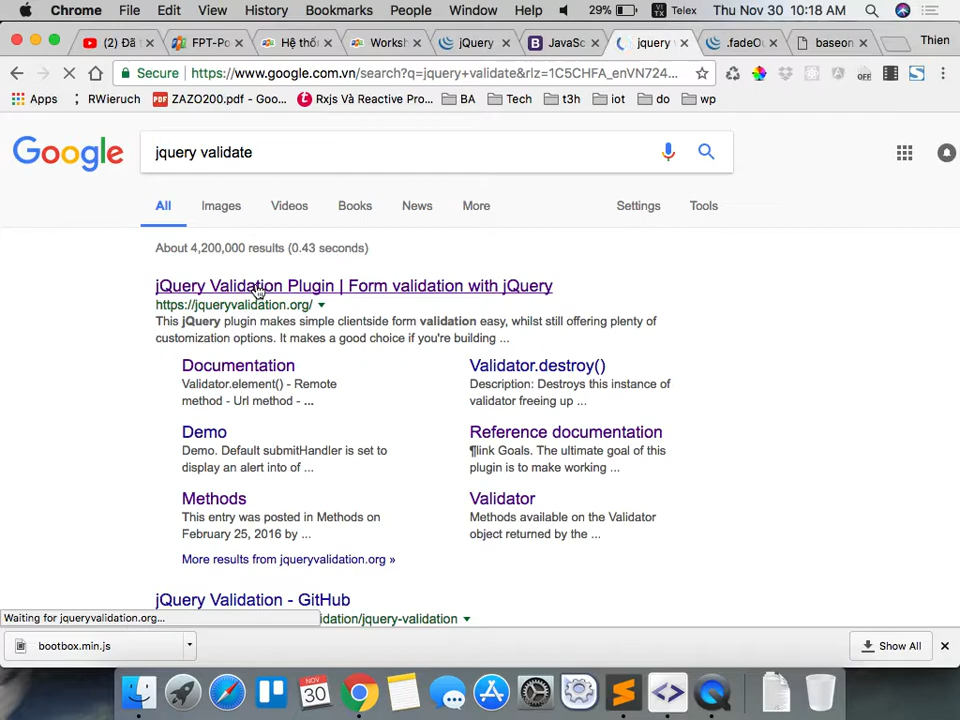 Chrome File Edit View History Bookmarks People Window Help 29% VI TX Telex Thu Nov 30 10:18 AM
(2) Đã t FPT-Po Hệ thố Worksh jQuery JavaSc jquery .fadeOu baseon Thien
Secure https://www.google.com.vn/search?q=jquery+validate&rlz=1C5CHFA_enVN724... OFF
Apps RWieruch PDF ZAZO200.pdf - Goo... Rxjs Và Reactive Pro... BA Tech t3h iot do wp
Google jquery validate
All Images Videos Books News More Settings Tools
About 4,200,000 results (0.43 seconds)
jQuery Validation Plugin | Form validation with jQuery
https://jqueryvalidation.org/
This jQuery plugin makes simple clientside form validation easy, whilst still offering plenty of
customization options. It makes a good choice if you're building ...
Documentation
Validator.element() - Remote
method - Url method - ...
Validator.destroy()
Description: Destroys this instance of
validator freeing up ...
Demo
Demo. Default submitHandler is set to
display an alert into of ...
Reference documentation
¶link Goals. The ultimate goal of this
plugin is to make working ...
Methods
This entry was posted in Methods on
February 25, 2016 by ...
Validator
Methods available on the Validator
object returned by the ...
More results from jqueryvalidation.org »
jQuery Validation - GitHub
Waiting for jqueryvalidation.org... idation/jquery-validation
bootbox.min.js Show All
NOV
30